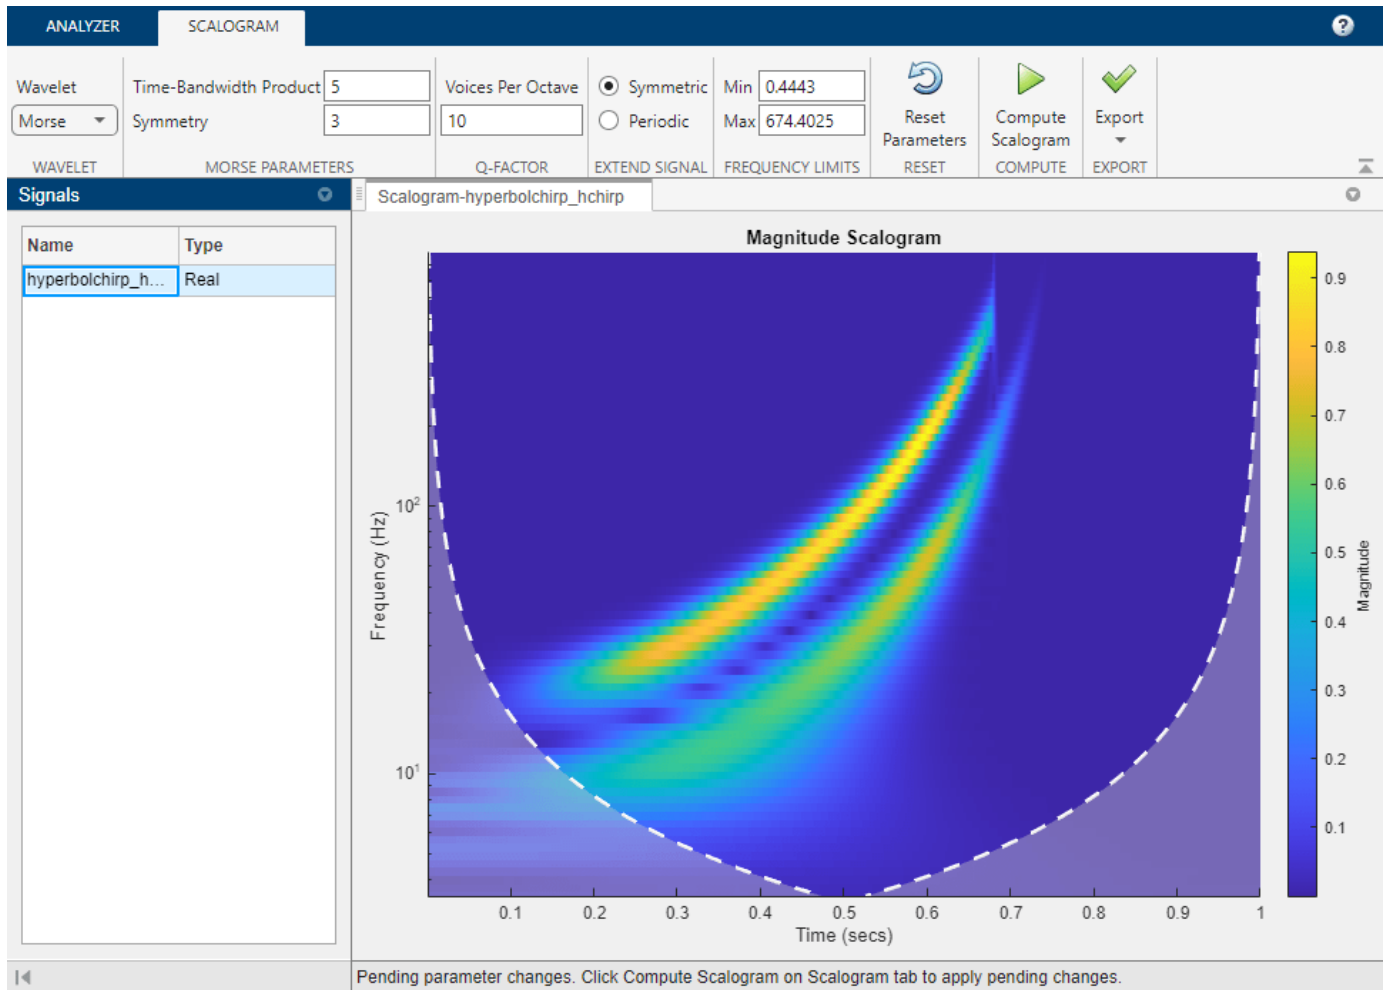 ANALYZER SCALOGRAM ?
Wavelet
Morse
WAVELET
Time-Bandwidth Product 5
Symmetry 3
MORSE PARAMETERS
Voices Per Octave
10
Q-FACTOR
Symmetric
Periodic
EXTEND SIGNAL
Min 0.4443
Max 674.4025
FREQUENCY LIMITS
Reset
Parameters
RESET
Compute
Scalogram
COMPUTE
Export
EXPORT
Signals
Name Type
hyperbolchirp_h... Real
Scalogram-hyperbolchirp_hchirp
Magnitude Scalogram
Frequency (Hz)
10²
10¹
0.1 0.2 0.3 0.4 0.5 0.6 0.7 0.8 0.9 1
Time (secs)
0.9
0.8
0.7
0.6
0.5
0.4
0.3
0.2
0.1
Magnitude
Pending parameter changes. Click Compute Scalogram on Scalogram tab to apply pending changes.